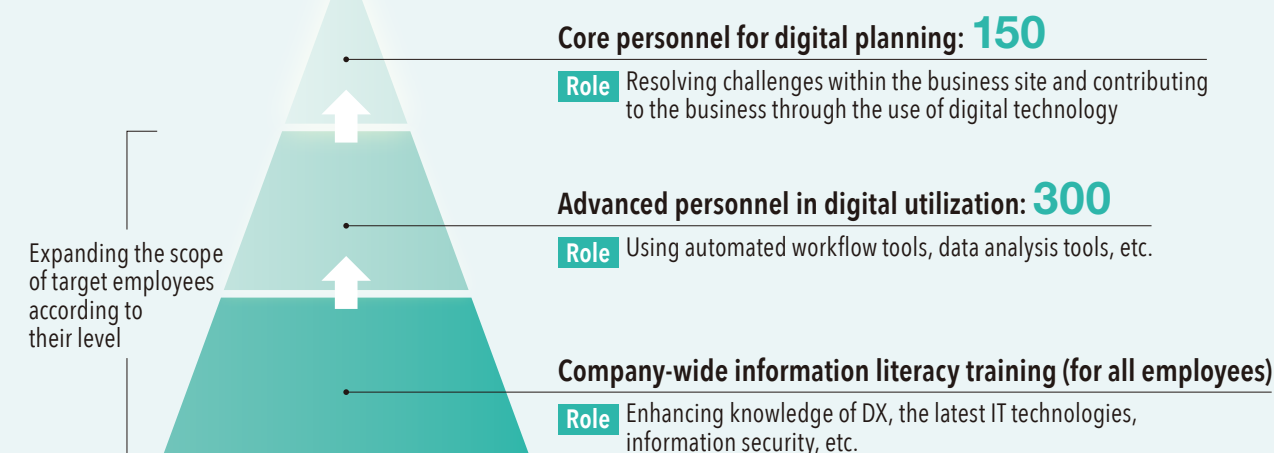 Core personnel for digital planning: 150
Role Resolving challenges within the business site and contributing
to the business through the use of digital technology
Advanced personnel in digital utilization: 300
Role Using automated workflow tools, data analysis tools, etc.
Expanding the scope
of target employees
according to
their level
Company-wide information literacy training (for all employees)
Role Enhancing knowledge of DX, the latest IT technologies,
information security, etc.